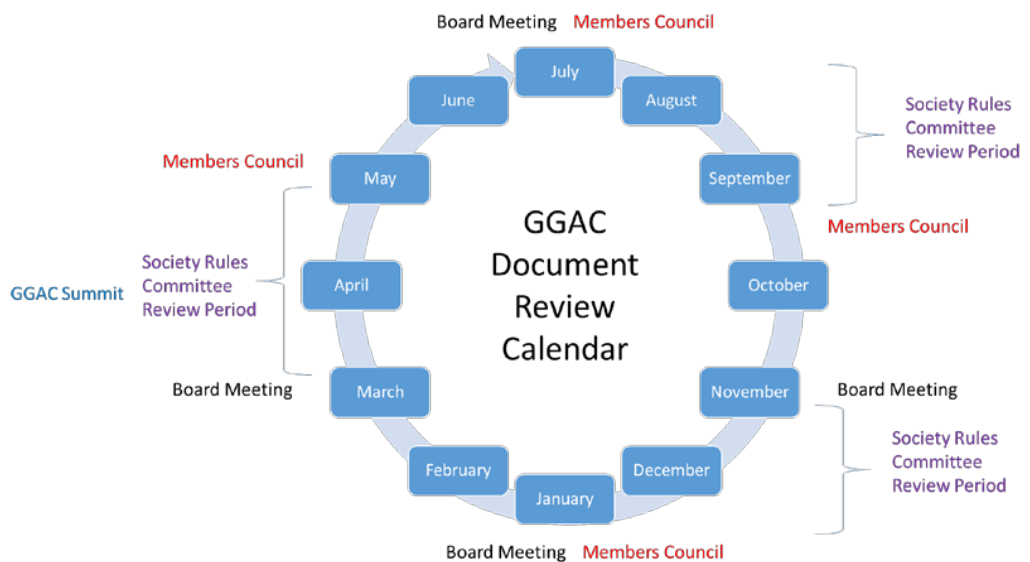 Board Meeting Members Council
July
June
August
Society Rules
Committee
Review Period
Members Council
May
September
Members Council
GGAC
Document
Review
Calendar
Society Rules
Committee
Review Period
GGAC Summit
April
October
Board Meeting
March
November
Board Meeting
Society Rules
Committee
Review Period
February
December
January
Board Meeting Members Council